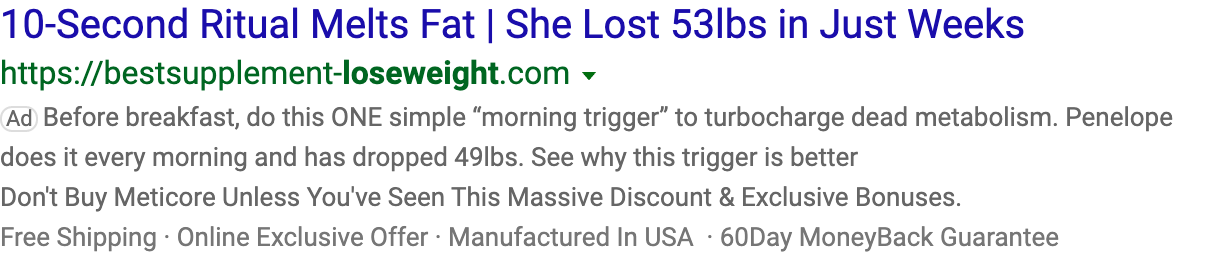 10-Second Ritual Melts Fat | She Lost 53lbs in Just Weeks
https://bestsupplement-loseweight.com
Ad Before breakfast, do this ONE simple “morning trigger” to turbocharge dead metabolism. Penelope
does it every morning and has dropped 49lbs. See why this trigger is better
Don't Buy Meticore Unless You've Seen This Massive Discount & Exclusive Bonuses.
Free Shipping · Online Exclusive Offer · Manufactured In USA · 60Day MoneyBack Guarantee